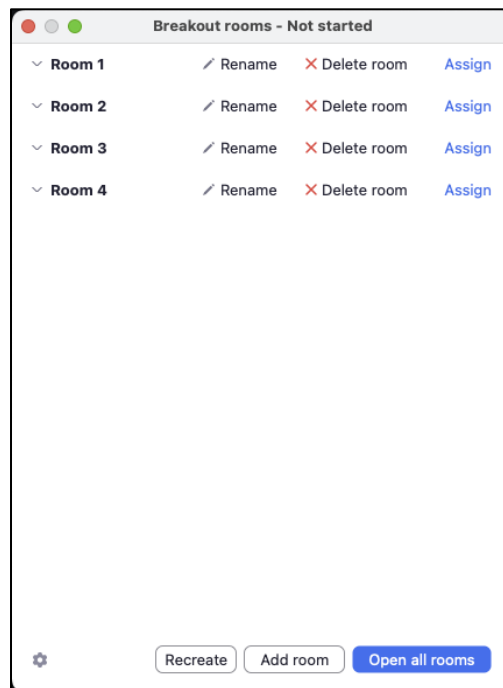 Breakout rooms - Not started
Room 1 Rename Delete room Assign
Room 2 Rename Delete room Assign
Room 3 Rename Delete room Assign
Room 4 Rename Delete room Assign
Recreate Add room Open all rooms